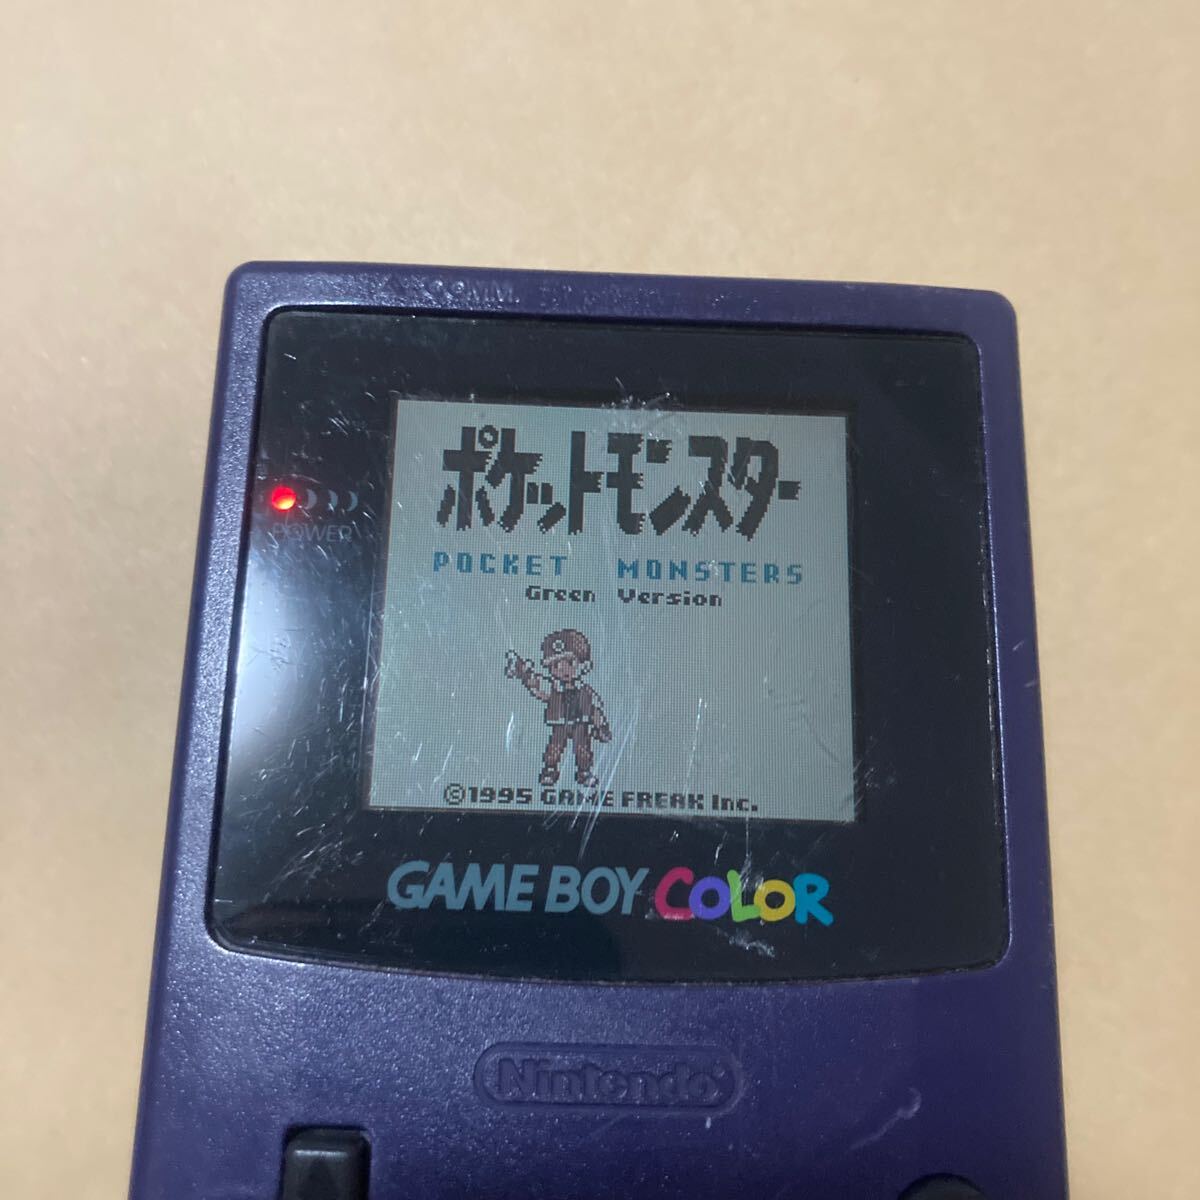 COMM.
POWER
ポケットモンスター
POCKET MONSTERS
Green Version
©1995 GAME FREAK Inc.
GAME BOY COLOR
Nintendo